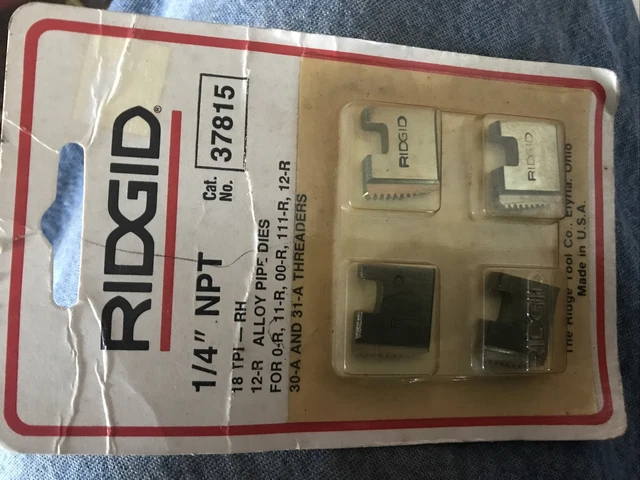 RIDGID®
1/4" NPT
Cat.
No.
37815
18 TPI — RH
12-R ALLOY PIPE DIES
FOR 0-R, 11-R, 00-R, 111-R, 12-R
30-A AND 31-A THREADERS
RIDGID
RIDGID
RIDGID
The Ridge Tool Co., Elyria, Ohio
Made in U.S.A.